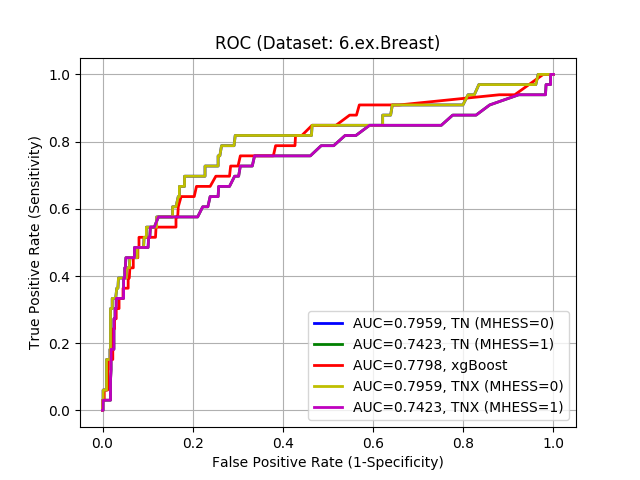 ROC (Dataset: 6.ex.Breast)
True Positive Rate (Sensitivity)
1.0
0.8
0.6
0.4
0.2
0.0
AUC=0.7959, TN (MHESS=0)
AUC=0.7423, TN (MHESS=1)
AUC=0.7798, xgBoost
AUC=0.7959, TNX (MHESS=0)
AUC=0.7423, TNX (MHESS=1)
0.0 0.2 0.4 0.6 0.8 1.0
False Positive Rate (1-Specificity)